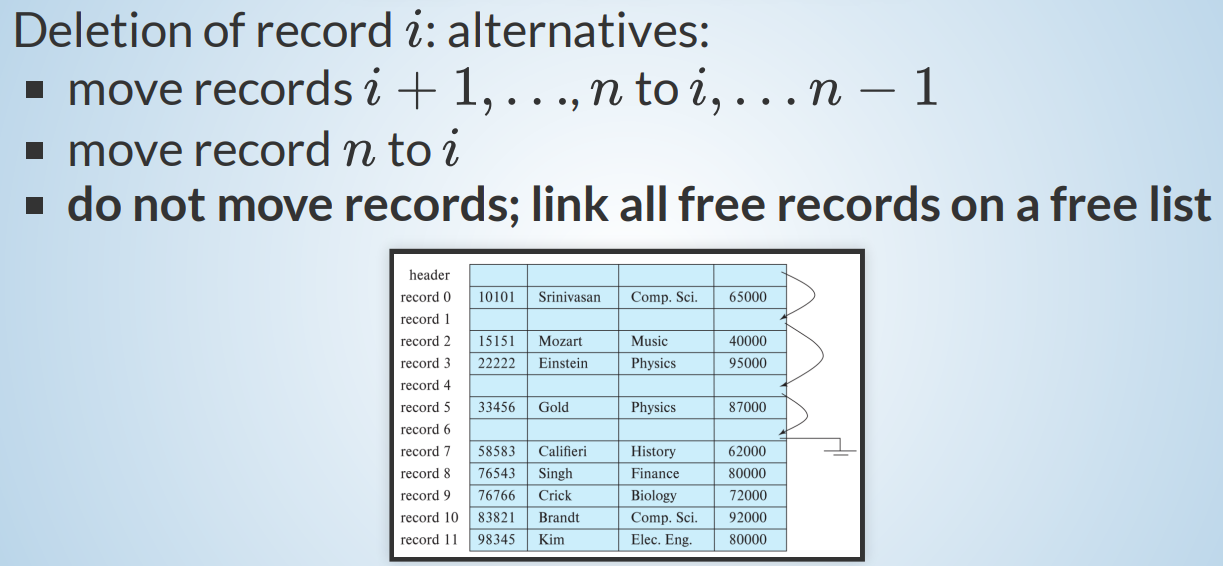 Deletion of record i: alternatives:
▪ move records i + 1, . . ., n to i, . . . n − 1
▪ move record n to i
▪ do not move records; link all free records on a free list
header
record 0 10101 Srinivasan Comp. Sci. 65000
record 1
record 2 15151 Mozart Music 40000
record 3 22222 Einstein Physics 95000
record 4
record 5 33456 Gold Physics 87000
record 6
record 7 58583 Califieri History 62000
record 8 76543 Singh Finance 80000
record 9 76766 Crick Biology 72000
record 10 83821 Brandt Comp. Sci. 92000
record 11 98345 Kim Elec. Eng. 80000